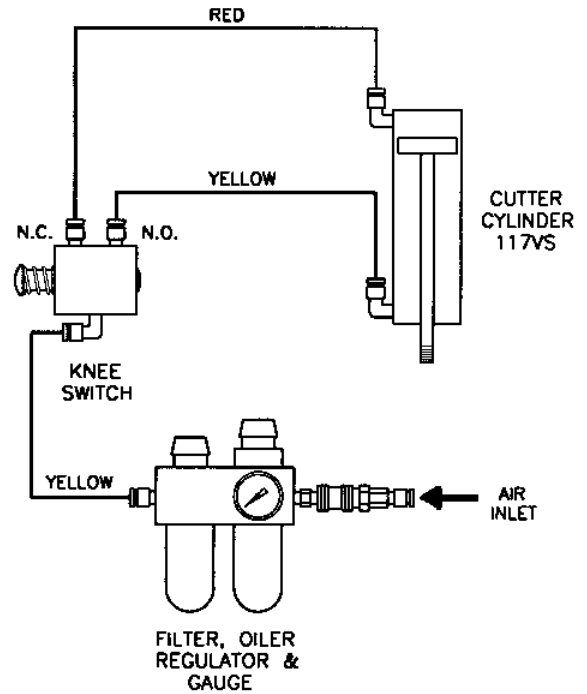 RED
YELLOW
CUTTER
CYLINDER
117VS
N.C.
N.O.
KNEE
SWITCH
YELLOW
AIR
INLET
FILTER, OILER
REGULATOR &
GAUGE